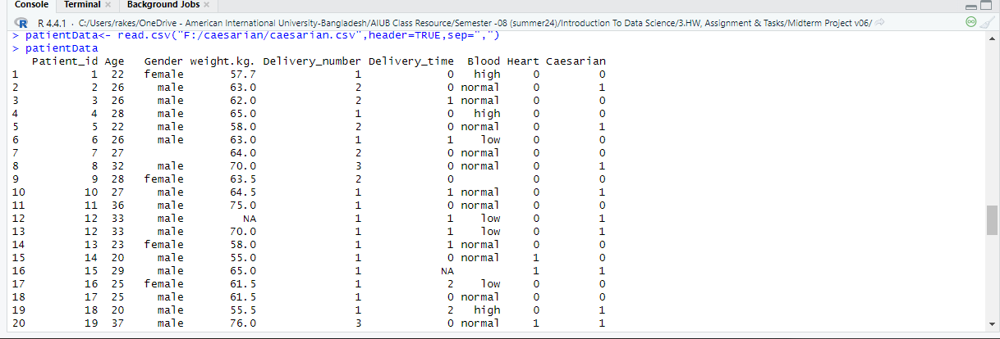 Console Terminal × Background Jobs ×
R 4.4.1 · C:/Users/rakes/OneDrive - American International University-Bangladesh/AIUB Class Resource/Semester -08 (summer24)/Introduction To Data Science/3.HW, Assignment & Tasks/Midterm Project v06/
> patientData<- read.csv("F:/caesarian/caesarian.csv",header=TRUE,sep=",")
> patientData
Patient_id Age Gender weight.kg. Delivery_number Delivery_time Blood Heart Caesarian
1 1 22 female 57.7 1 0 high 0 0
2 2 26 male 63.0 2 0 normal 0 1
3 3 26 male 62.0 2 1 normal 0 0
4 4 28 male 65.0 1 0 high 0 0
5 5 22 male 58.0 2 0 normal 0 1
6 6 26 male 63.0 1 1 low 0 0
7 7 27 64.0 2 0 normal 0 0
8 8 32 male 70.0 3 0 normal 0 1
9 9 28 female 63.5 2 0 0 0
10 10 27 male 64.5 1 1 normal 0 1
11 11 36 male 75.0 1 0 normal 0 0
12 12 33 male NA 1 1 low 0 1
13 12 33 male 70.0 1 1 low 0 1
14 13 23 female 58.0 1 1 normal 0 0
15 14 20 male 55.0 1 0 normal 1 0
16 15 29 male 65.0 1 NA 1 1
17 16 25 female 61.5 1 2 low 0 0
18 17 25 male 61.5 1 0 normal 0 0
19 18 20 male 55.5 1 2 high 0 1
20 19 37 male 76.0 3 0 normal 1 1